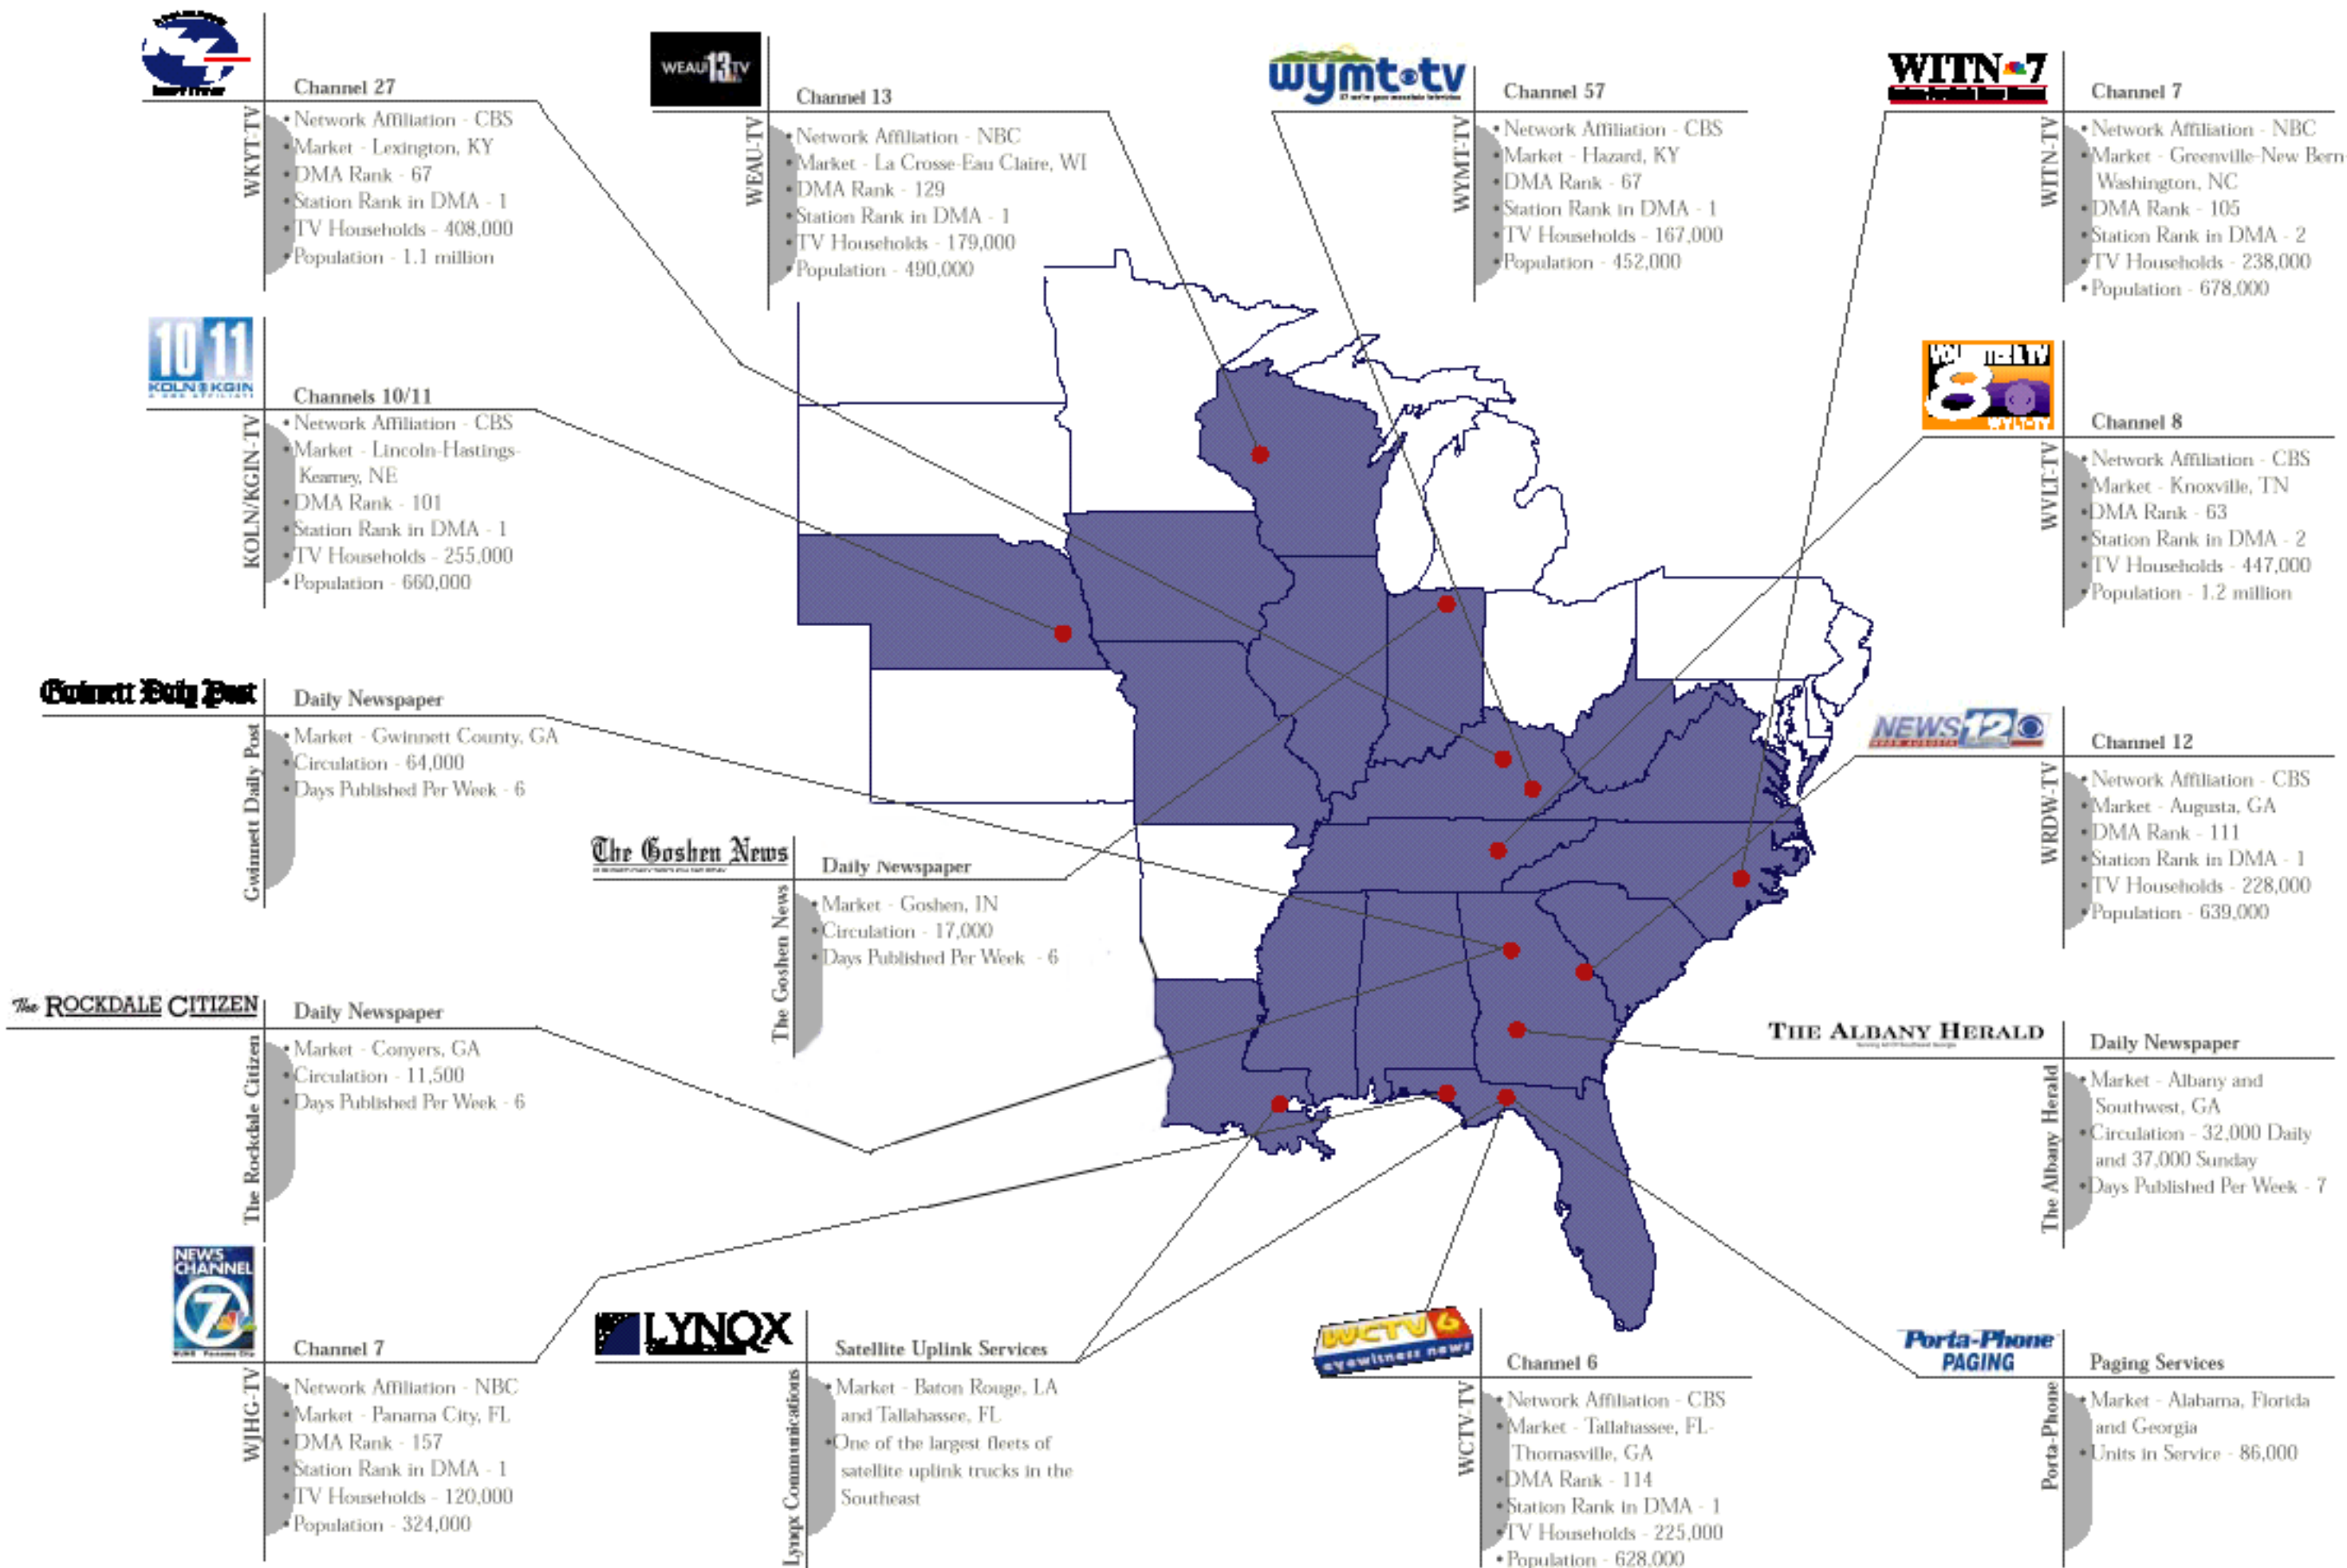 Channel 27
WKYT-TV
• Network Affiliation - CBS
• Market - Lexington, KY
• DMA Rank - 67
• Station Rank in DMA - 1
• TV Households - 408,000
• Population - 1.1 million
WEAU 13 TV
Channel 13
WEAU-TV
• Network Affiliation - NBC
• Market - La Crosse-Eau Claire, WI
• DMA Rank - 129
• Station Rank in DMA - 1
• TV Households - 179,000
• Population - 490,000
wymt tv
Channel 57
WYMT-TV
• Network Affiliation - CBS
• Market - Hazard, KY
• DMA Rank - 67
• Station Rank in DMA - 1
• TV Households - 167,000
• Population - 452,000
WITN 7
Channel 7
WITN-TV
• Network Affiliation - NBC
• Market - Greenville-New Bern
Washington, NC
• DMA Rank - 105
• Station Rank in DMA - 2
• TV Households - 238,000
• Population - 678,000
10 11
KOLN KGIN
A CBS AFFILIATE
Channels 10/11
KOLN/KGIN-TV
• Network Affiliation - CBS
• Market - Lincoln-Hastings-
Kearney, NE
• DMA Rank - 101
• Station Rank in DMA - 1
• TV Households - 255,000
• Population - 660,000
VOLUNTEER TV
8
WVLT-TV
Channel 8
WVLT-TV
• Network Affiliation - CBS
• Market - Knoxville, TN
• DMA Rank - 63
• Station Rank in DMA - 2
• TV Households - 447,000
• Population - 1.2 million
Gwinnett Daily Post
Daily Newspaper
Gwinnett Daily Post
• Market - Gwinnett County, GA
• Circulation - 64,000
• Days Published Per Week - 6
NEWS 12
Channel 12
WRDW-TV
• Network Affiliation - CBS
• Market - Augusta, GA
• DMA Rank - 111
• Station Rank in DMA - 1
• TV Households - 228,000
• Population - 639,000
The Goshen News
Daily Newspaper
The Goshen News
• Market - Goshen, IN
• Circulation - 17,000
• Days Published Per Week - 6
The ROCKDALE CITIZEN
Daily Newspaper
The Rockdale Citizen
• Market - Conyers, GA
• Circulation - 11,500
• Days Published Per Week - 6
THE ALBANY HERALD
Daily Newspaper
The Albany Herald
• Market - Albany and
Southwest, GA
• Circulation - 32,000 Daily
and 37,000 Sunday
• Days Published Per Week - 7
NEWS
CHANNEL
7
Channel 7
WJHG-TV
• Network Affiliation - NBC
• Market - Panama City, FL
• DMA Rank - 157
• Station Rank in DMA - 1
• TV Households - 120,000
• Population - 324,000
LYNQX
Satellite Uplink Services
Lynqx Communications
• Market - Baton Rouge, LA
and Tallahassee, FL
• One of the largest fleets of
satellite uplink trucks in the
Southeast
WCTV 6
eyewitness news
Channel 6
WCTV-TV
• Network Affiliation - CBS
• Market - Tallahassee, FL-
Thomasville, GA
• DMA Rank - 114
• Station Rank in DMA - 1
• TV Households - 225,000
• Population - 628,000
Porta-Phone
PAGING
Paging Services
Porta-Phone
• Market - Alabama, Florida
and Georgia
• Units in Service - 86,000